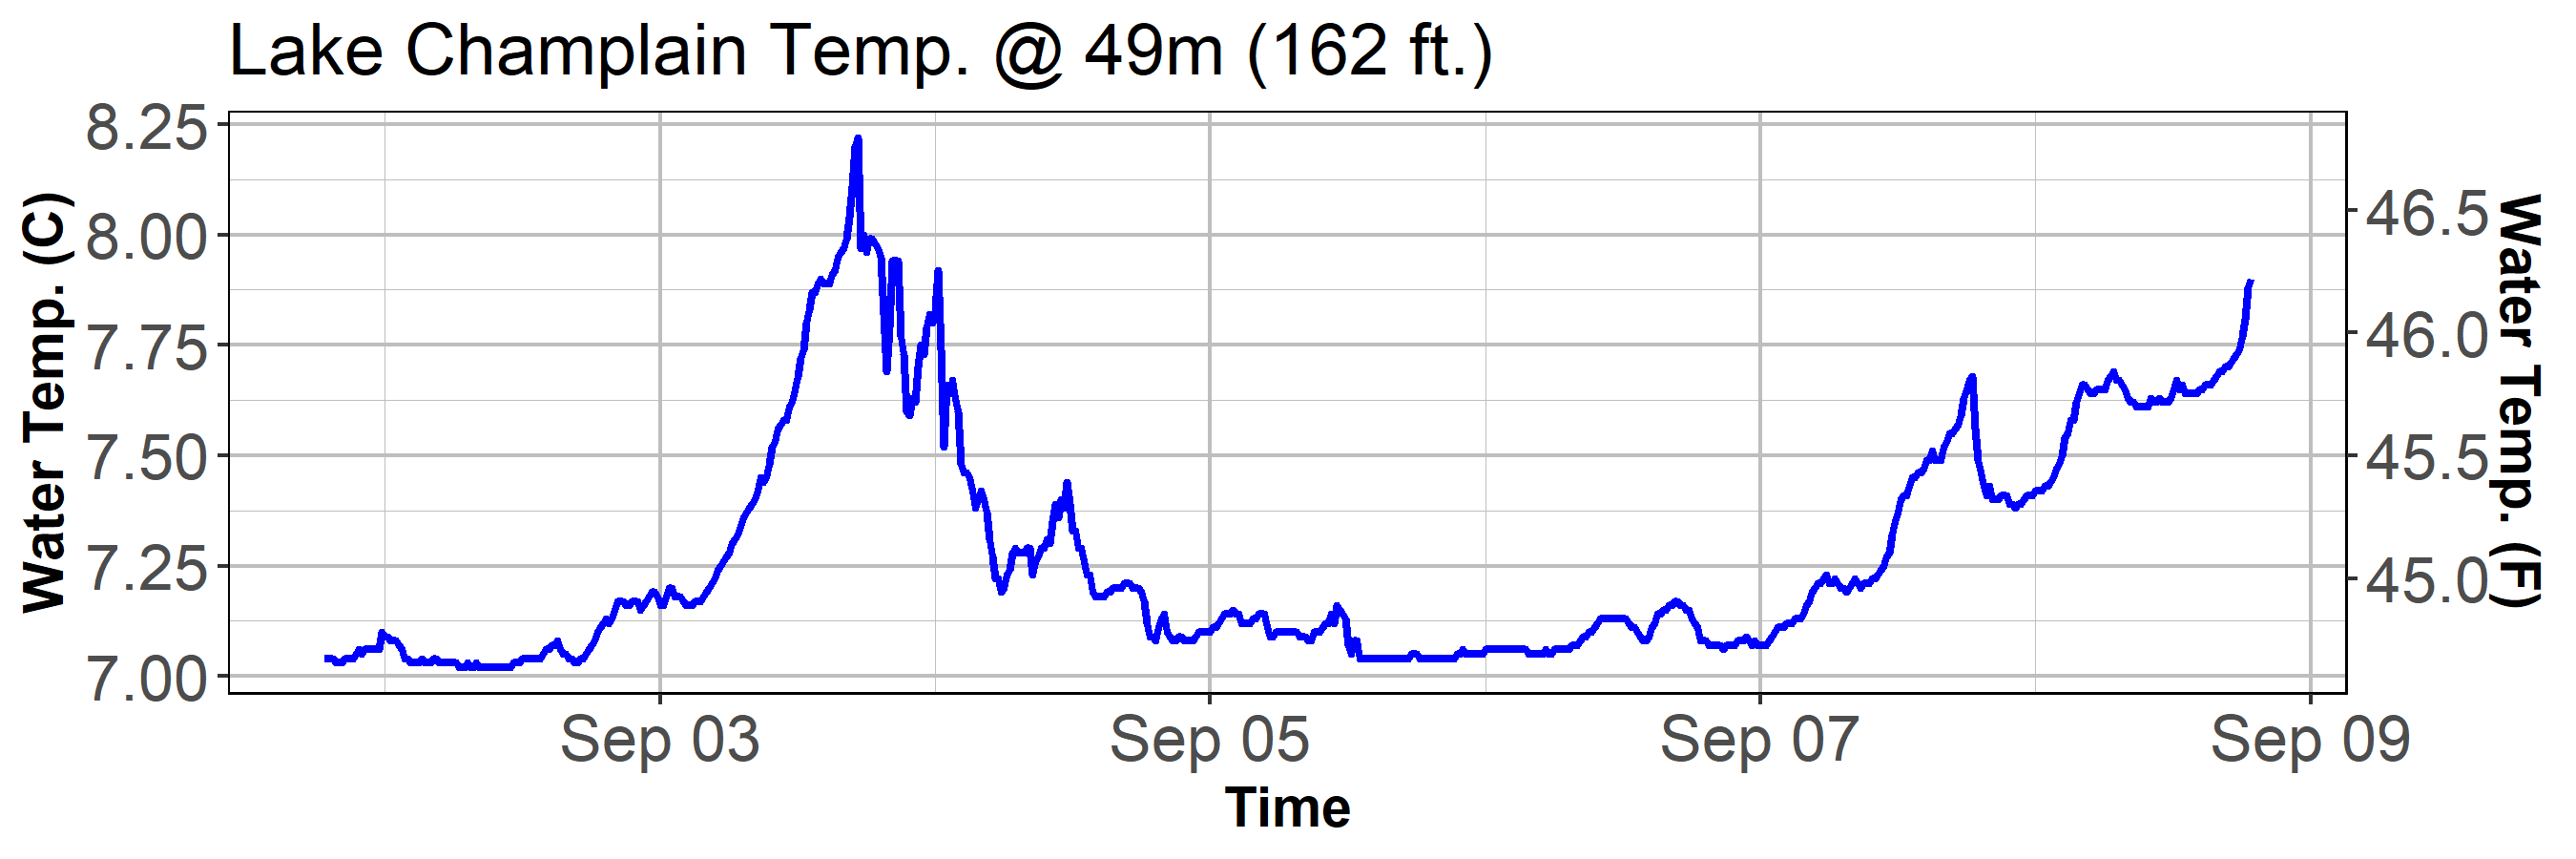 Lake Champlain Temp. @ 49m (162 ft.)
Water Temp. (C)
8.25
8.00
7.75
7.50
7.25
7.00
46.5
46.0
45.5
45.0
Water Temp. (F)
Sep 03 Sep 05 Sep 07 Sep 09
Time